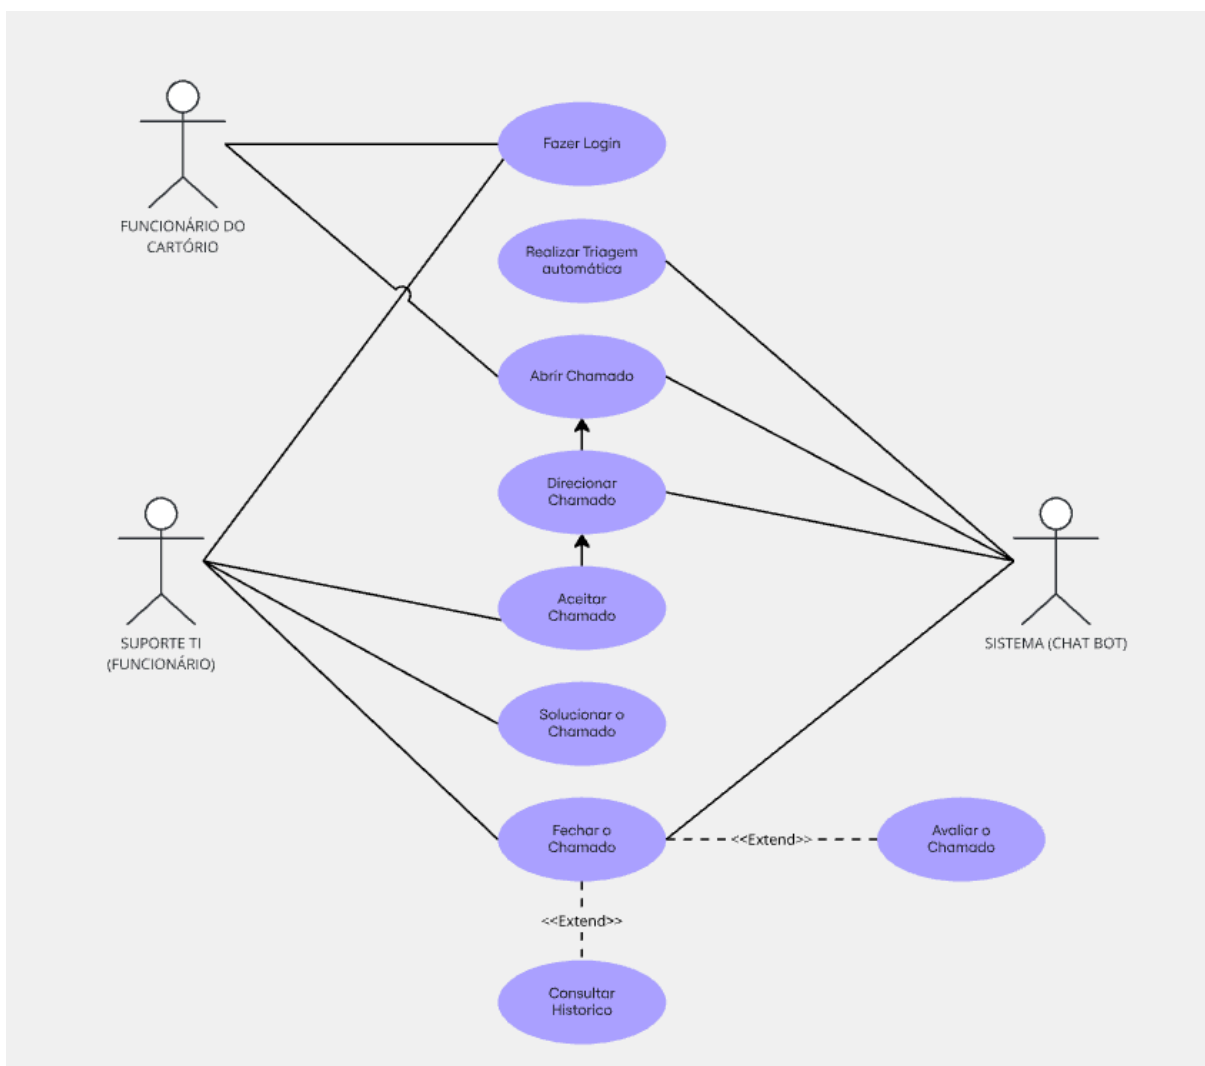 Fazer Login
FUNCIONÁRIO DO
CARTÓRIO
Realizar Triagem
automática
Abrir Chamado
Direcionar
Chamado
Aceitar
Chamado
SUPORTE TI
(FUNCIONÁRIO)
SISTEMA (CHAT BOT)
Solucionar o
Chamado
Fechar o
Chamado
<<Extend>>
Avaliar o
Chamado
<<Extend>>
Consultar
Historico